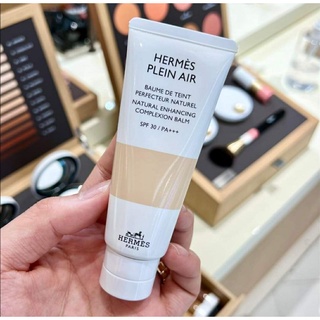 HERMÈS
PLEIN AIR
BAUME DE TEINT
PERFECTEUR NATUREL
NATURAL ENHANCING
COMPLEXION BALM
SPF 30 / PA+++
HERMÈS
PARIS